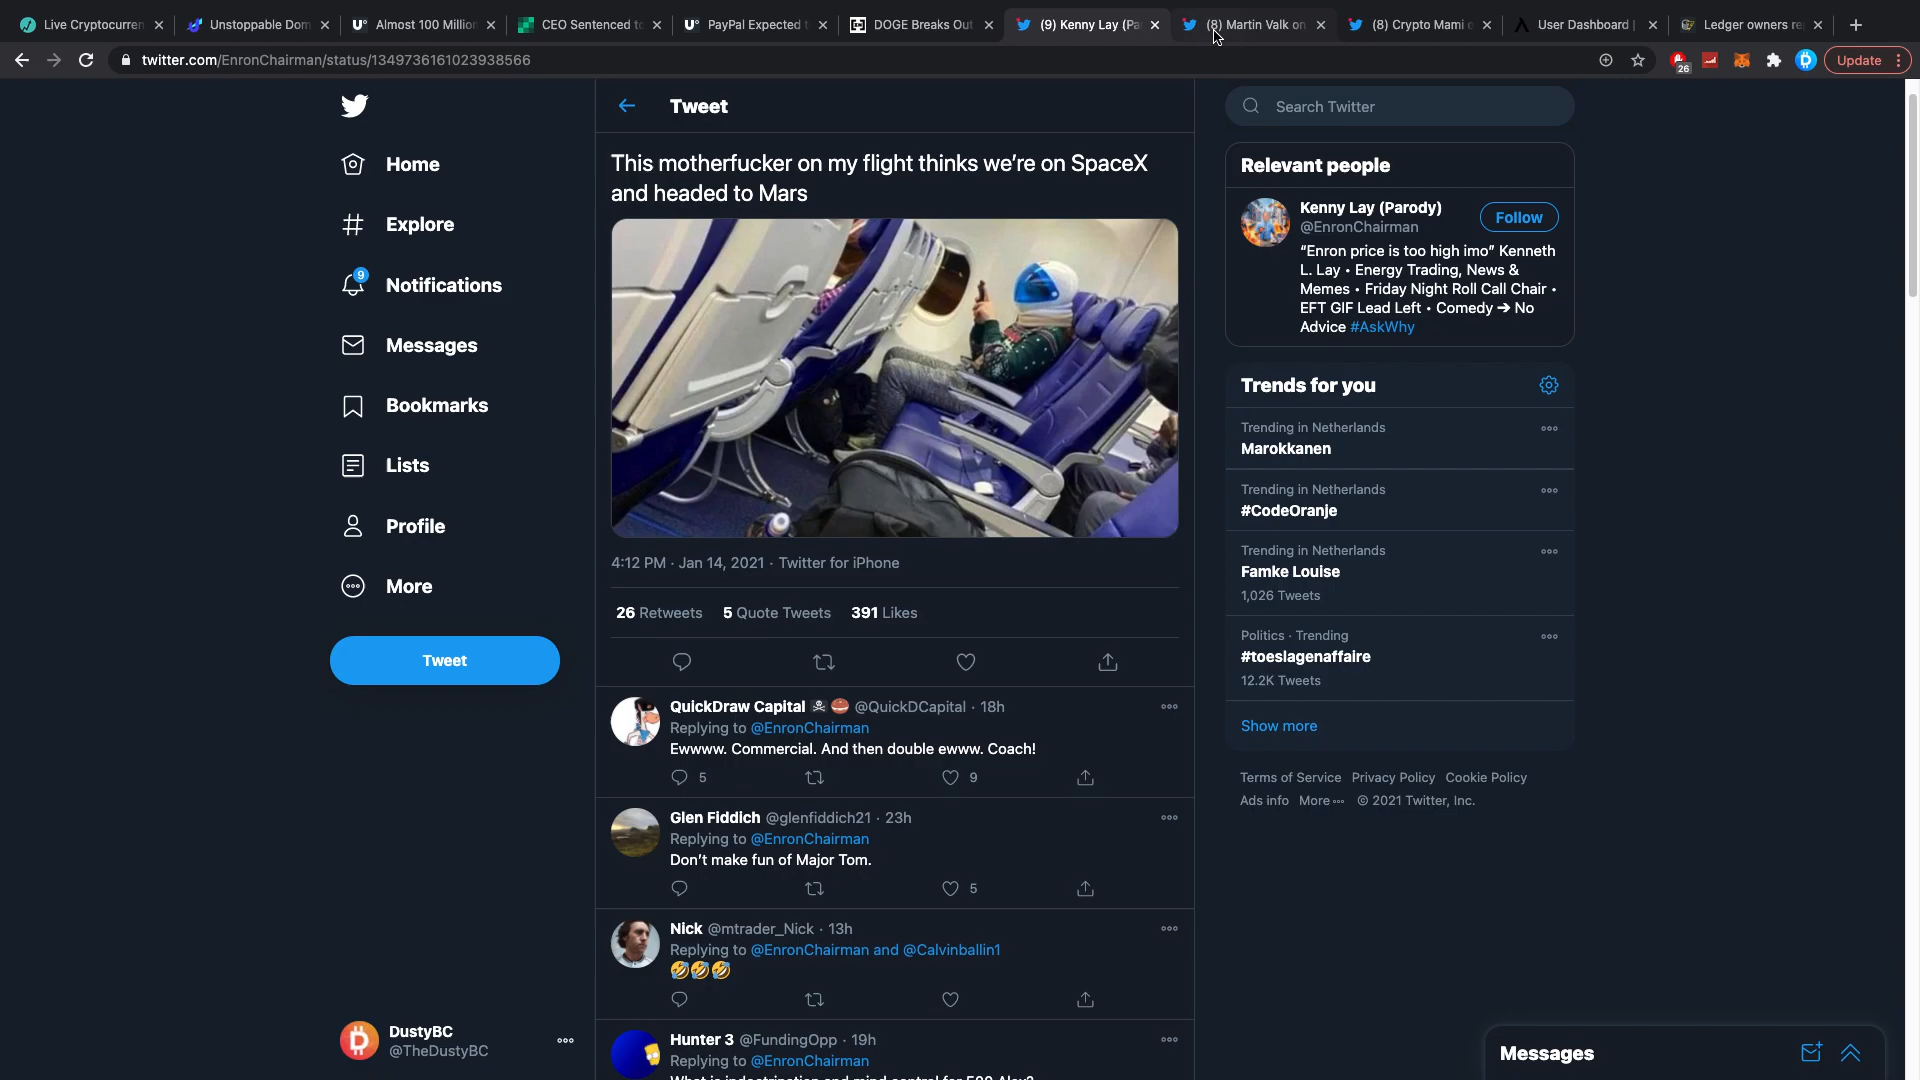 Live Cryptocurren
Unstoppable Dom
Almost 100 Million
CEO Sentenced to
PayPal Expected t
DOGE Breaks Out
(9) Kenny Lay (Pa
(8) Martin Valk on
(8) Crypto Mami o
User Dashboard |
Ledger owners re
twitter.com/EnronChairman/status/1349736161023938566
26
Update
Home
Explore
9
Notifications
Messages
Bookmarks
Lists
Profile
More
Tweet
DustyBC
@TheDustyBC
Tweet
This motherfucker on my flight thinks we're on SpaceX
and headed to Mars
4:12 PM · Jan 14, 2021 · Twitter for iPhone
26 Retweets 5 Quote Tweets 391 Likes
QuickDraw Capital ☠ @QuickDCapital · 18h
Replying to @EnronChairman
Ewwww. Commercial. And then double ewww. Coach!
5 9
Glen Fiddich @glenfiddich21 · 23h
Replying to @EnronChairman
Don't make fun of Major Tom.
5
Nick @mtrader_Nick · 13h
Replying to @EnronChairman and @Calvinballin1
🤣🤣🤣
Hunter 3 @FundingOpp · 19h
Replying to @EnronChairman
Search Twitter
Relevant people
Kenny Lay (Parody)
@EnronChairman
Follow
"Enron price is too high imo" Kenneth
L. Lay • Energy Trading, News &
Memes • Friday Night Roll Call Chair •
EFT GIF Lead Left • Comedy ➔ No
Advice #AskWhy
Trends for you
Trending in Netherlands
Marokkanen
Trending in Netherlands
#CodeOranje
Trending in Netherlands
Famke Louise
1,026 Tweets
Politics · Trending
#toeslagenaffaire
12.2K Tweets
Show more
Terms of Service Privacy Policy Cookie Policy
Ads info More © 2021 Twitter, Inc.
Messages